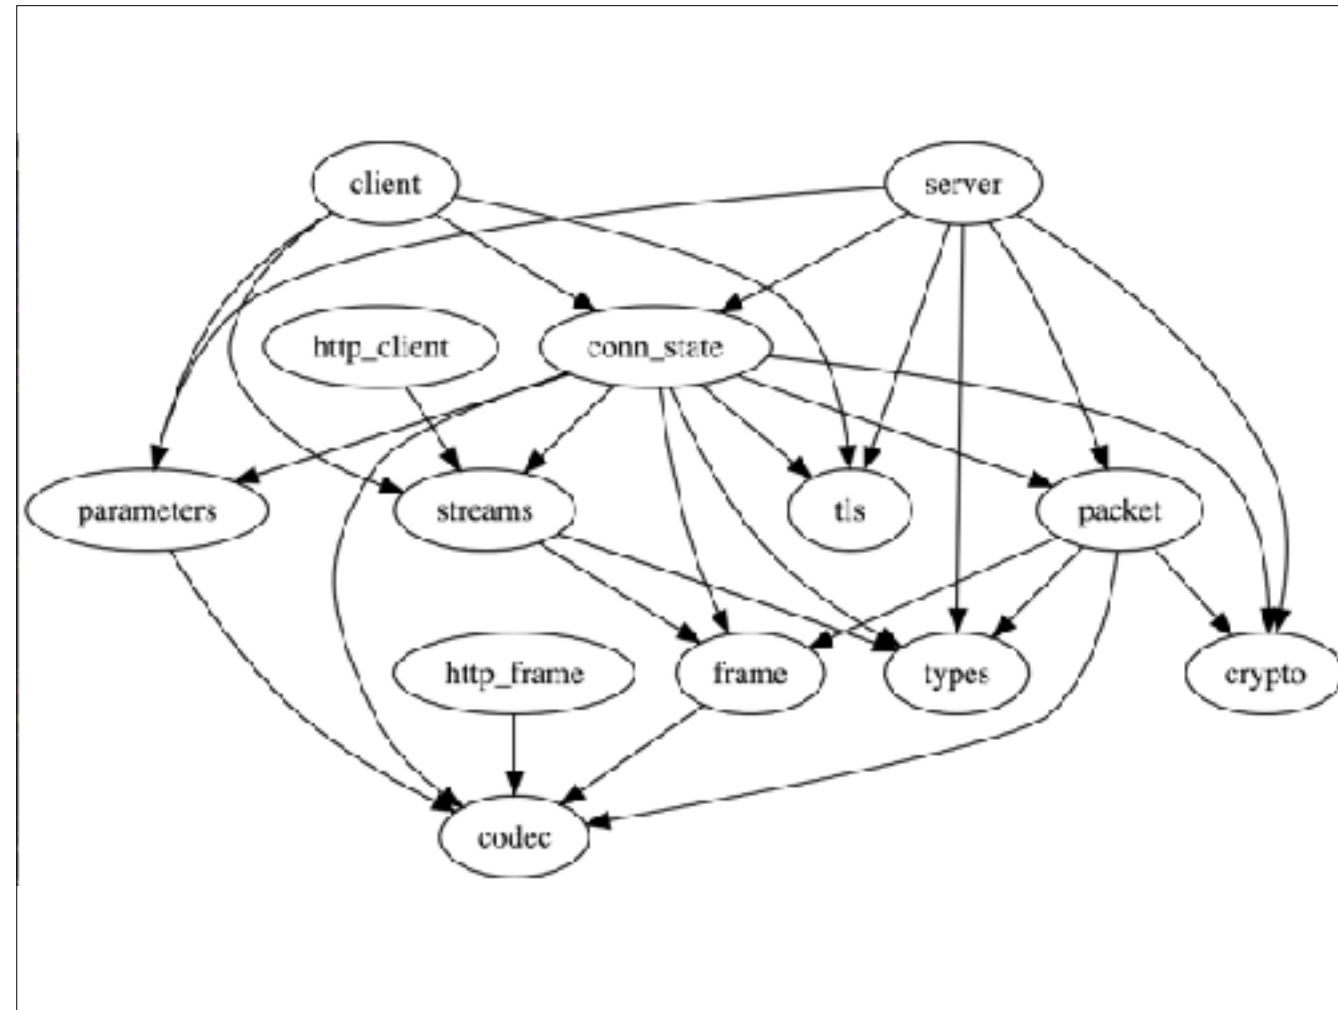 client
server
http_client
conn_state
parameters
streams
tls
packet
http_frame
frame
types
crypto
codec